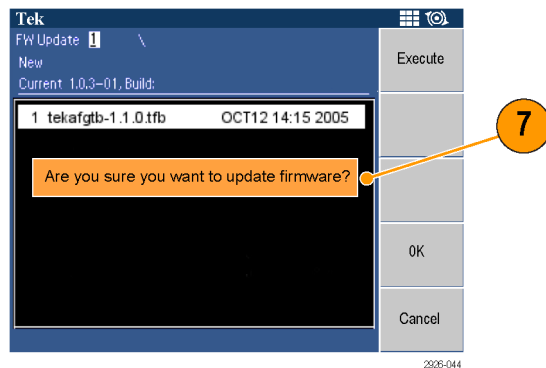 Tek
FW Update 1 \
New
Current 1.0.3-01, Build:
Execute
1 tekafgtb-1.1.0.tfb OCT12 14:15 2005
Are you sure you want to update firmware?
7
OK
Cancel
2926-044